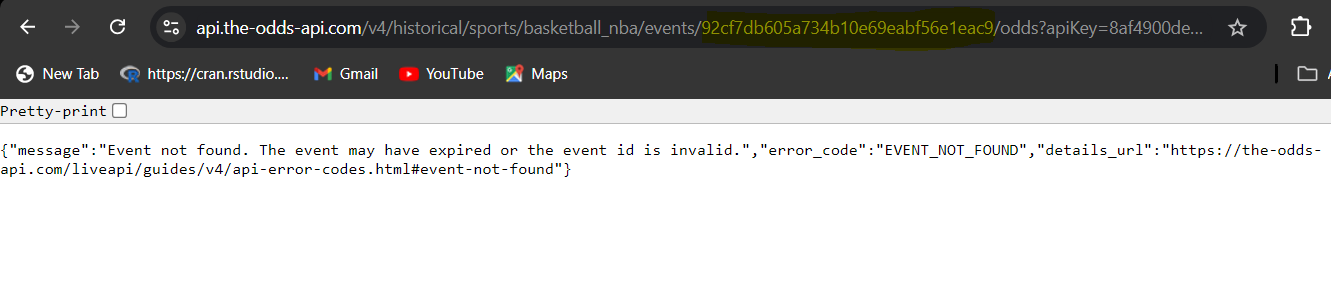 api.the-odds-api.com/v4/historical/sports/basketball_nba/events/92cf7db605a734b10e69eabf56e1eac9/odds?apiKey=8af4900de...
New Tab https://cran.rstudio.... Gmail YouTube Maps
Pretty-print
{"message":"Event not found. The event may have expired or the event id is invalid.","error_code":"EVENT_NOT_FOUND","details_url":"https://the-odds-
api.com/liveapi/guides/v4/api-error-codes.html#event-not-found"}